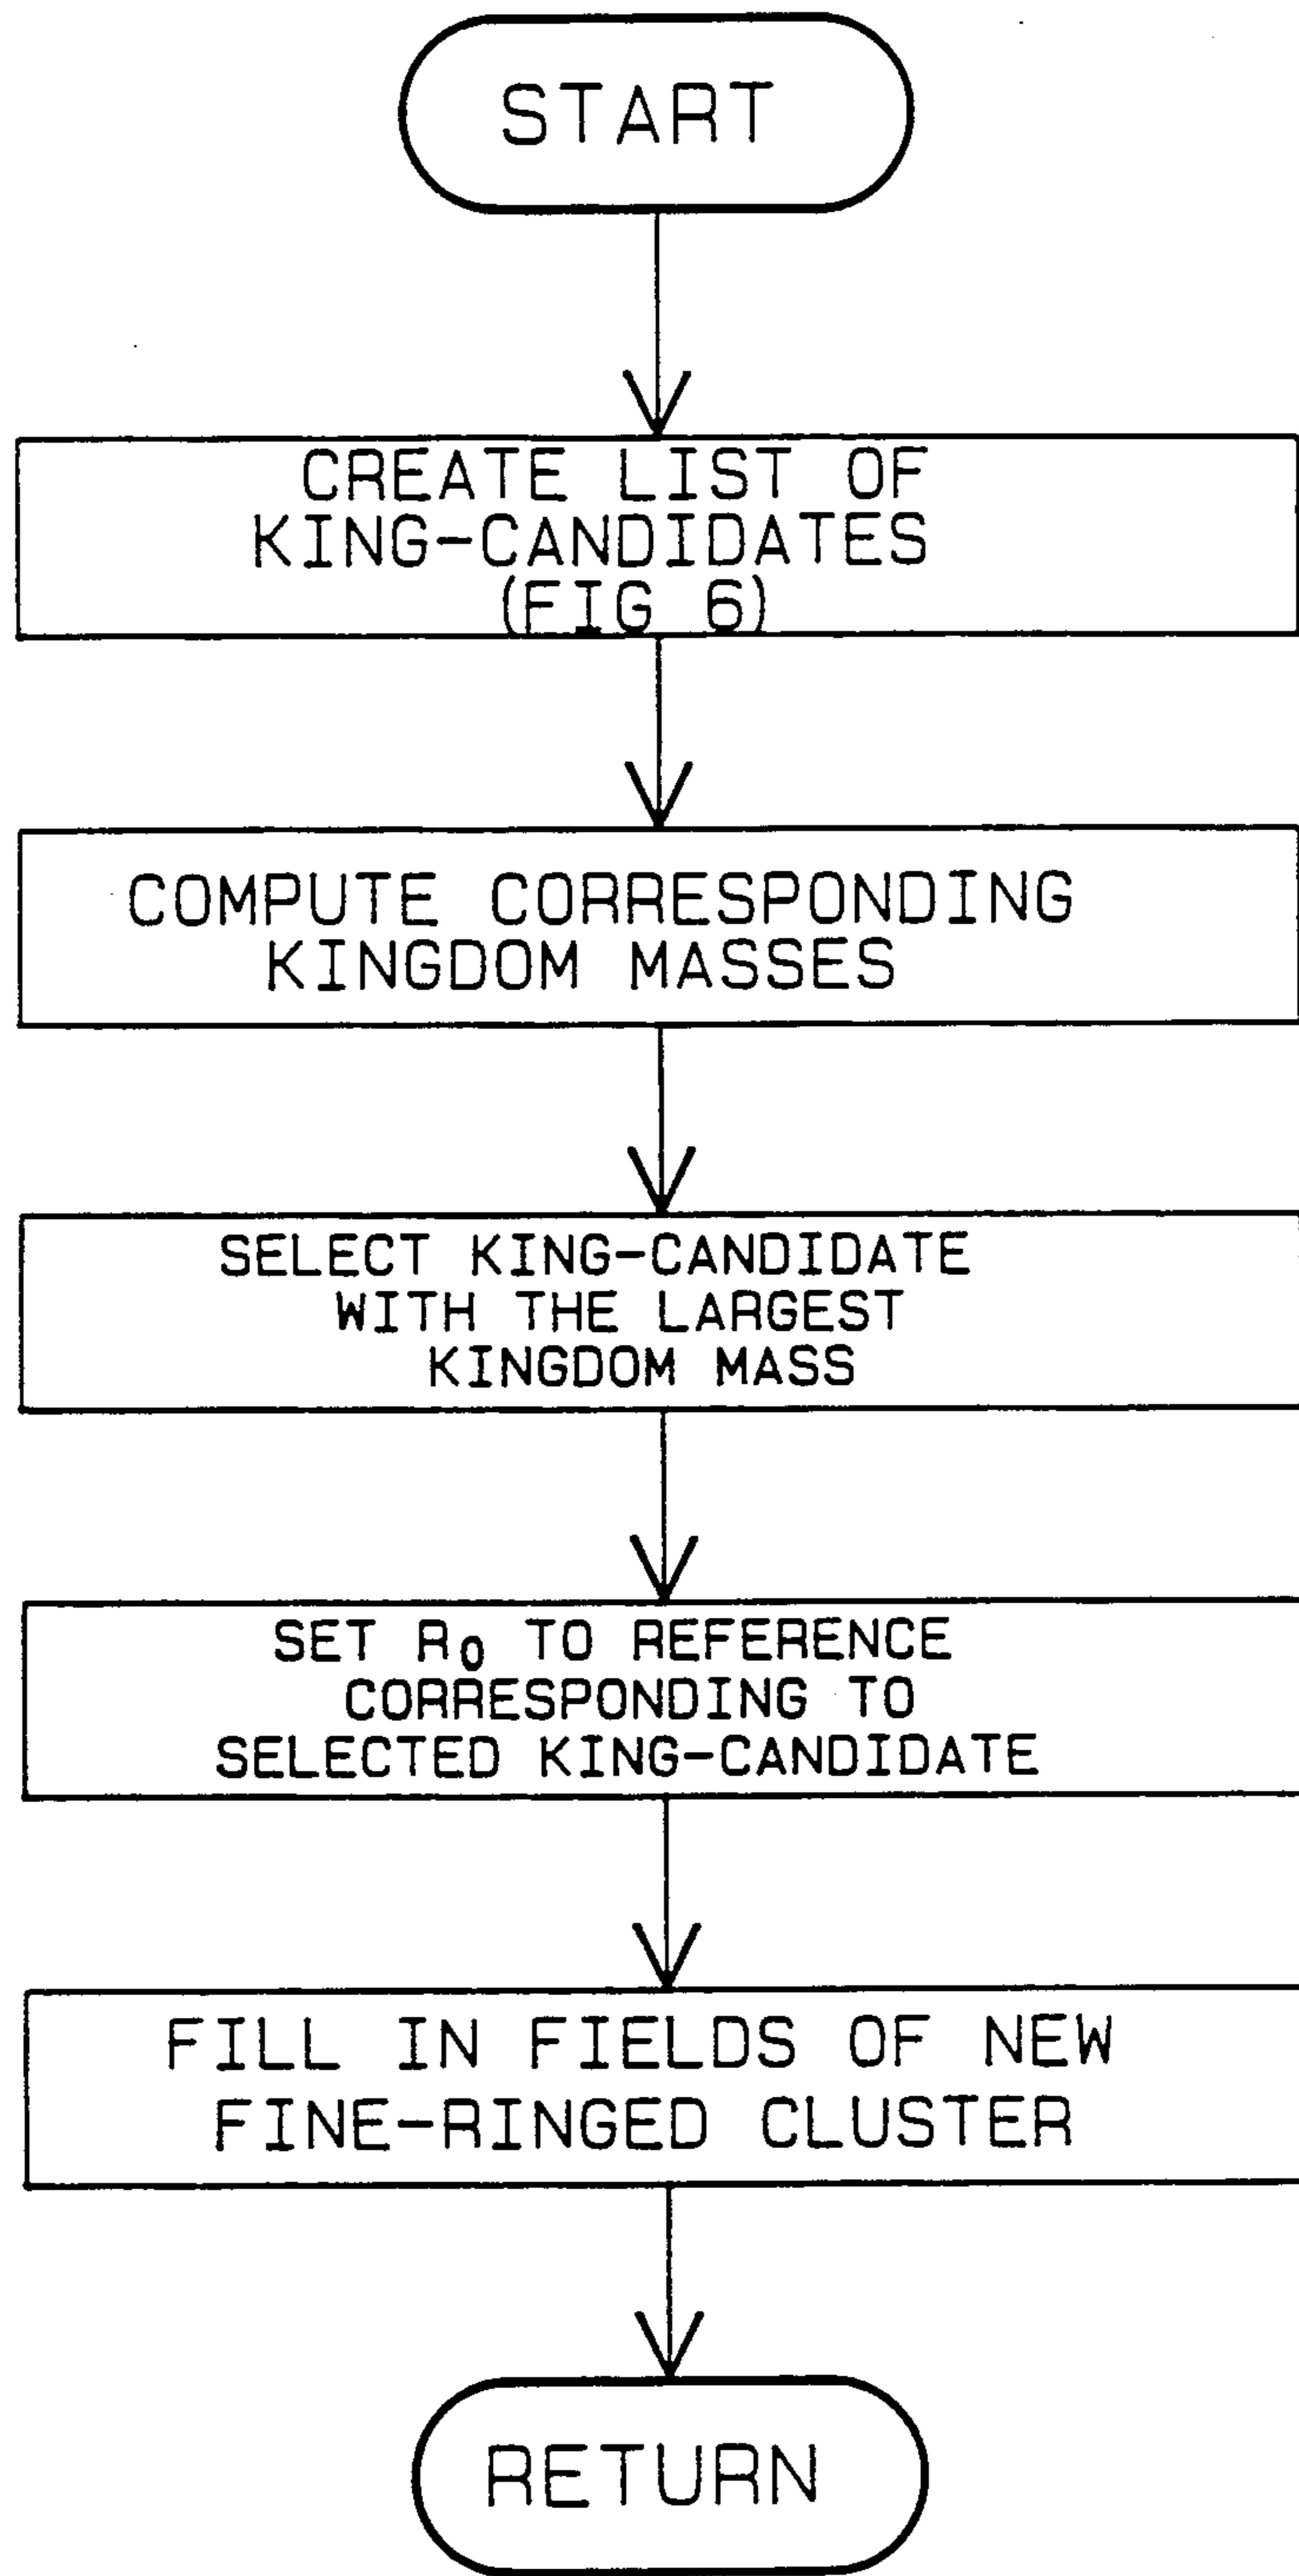 START
CREATE LIST OF
KING-CANDIDATES
(FIG 6)
COMPUTE CORRESPONDING
KINGDOM MASSES
SELECT KING-CANDIDATE
WITH THE LARGEST
KINGDOM MASS
SET R₀ TO REFERENCE
CORRESPONDING TO
SELECTED KING-CANDIDATE
FILL IN FIELDS OF NEW
FINE-RINGED CLUSTER
RETURN